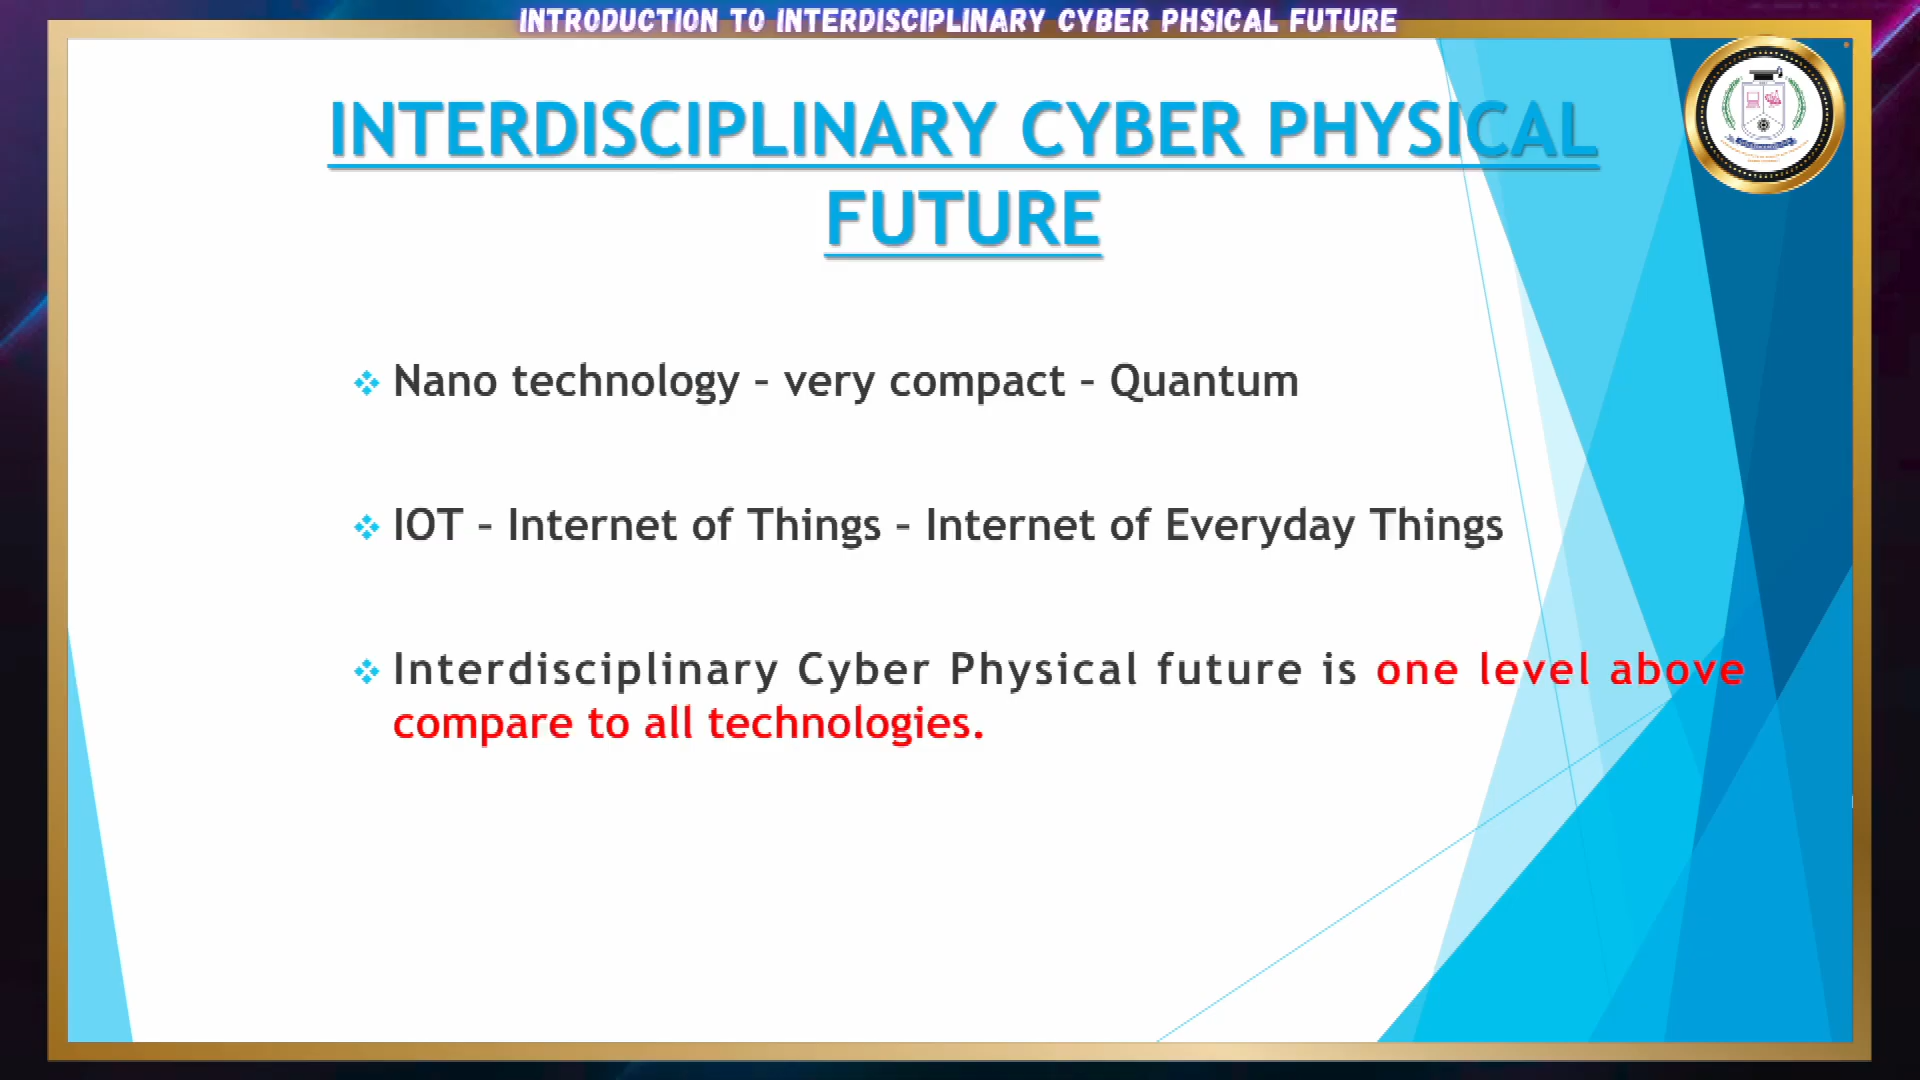 INTRODUCTION TO INTERDISCIPLINARY CYBER PHSICAL FUTURE
INTERDISCIPLINARY CYBER PHYSICAL
FUTURE
❖ Nano technology – very compact – Quantum
❖ IOT – Internet of Things – Internet of Everyday Things
❖ Interdisciplinary Cyber Physical future is one level above
compare to all technologies.